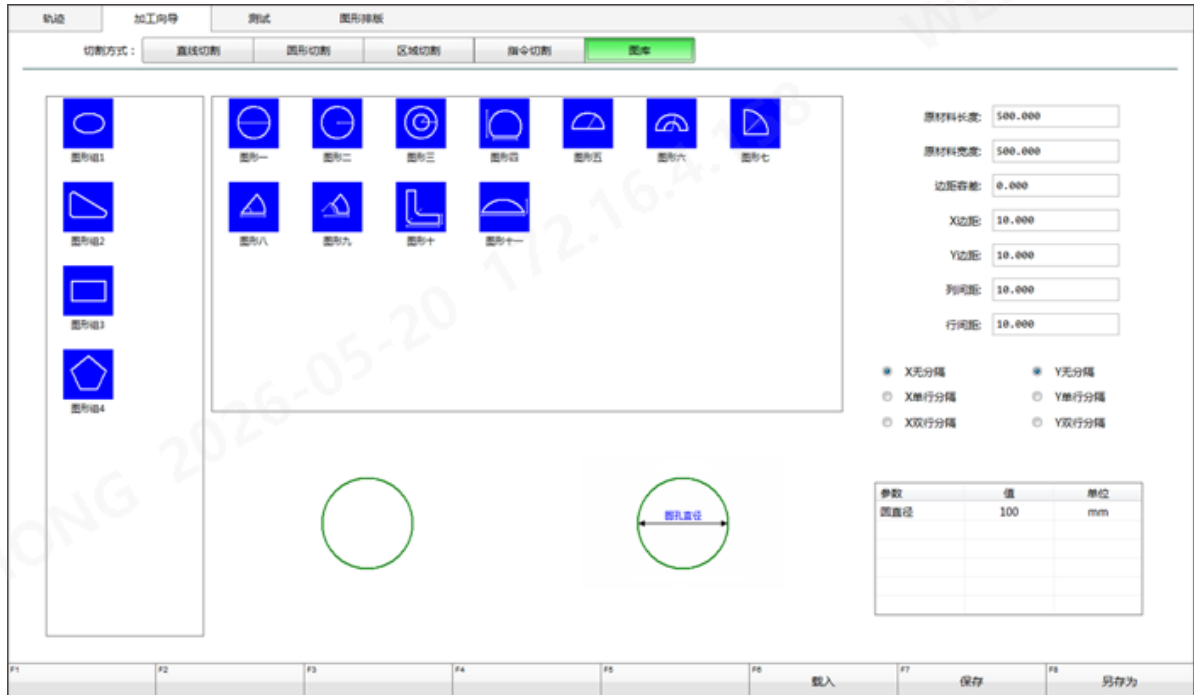 轨迹 加工向导 测试 图形排版
切割方式： 直线切割 圆形切割 区域切割 指令切割 图库
图形组1
图形组2
图形组3
图形组4
图形一 图形二 图形三 图形四 图形五 图形六 图形七
图形八 图形九 图形十 图形十一
原材料长度: 500.000
原材料宽度: 500.000
边距容差: 0.000
X边距: 10.000
Y边距: 10.000
列间距: 10.000
行间距: 10.000
X无分隔 Y无分隔
X单行分隔 Y单行分隔
X双行分隔 Y双行分隔
圆孔直径
参数 值 单位
圆直径 100 mm
F1 F2 F3 F4 F5 F6 载入 F7 保存 F8 另存为
ONG 2026-05-20 172.16.4.158